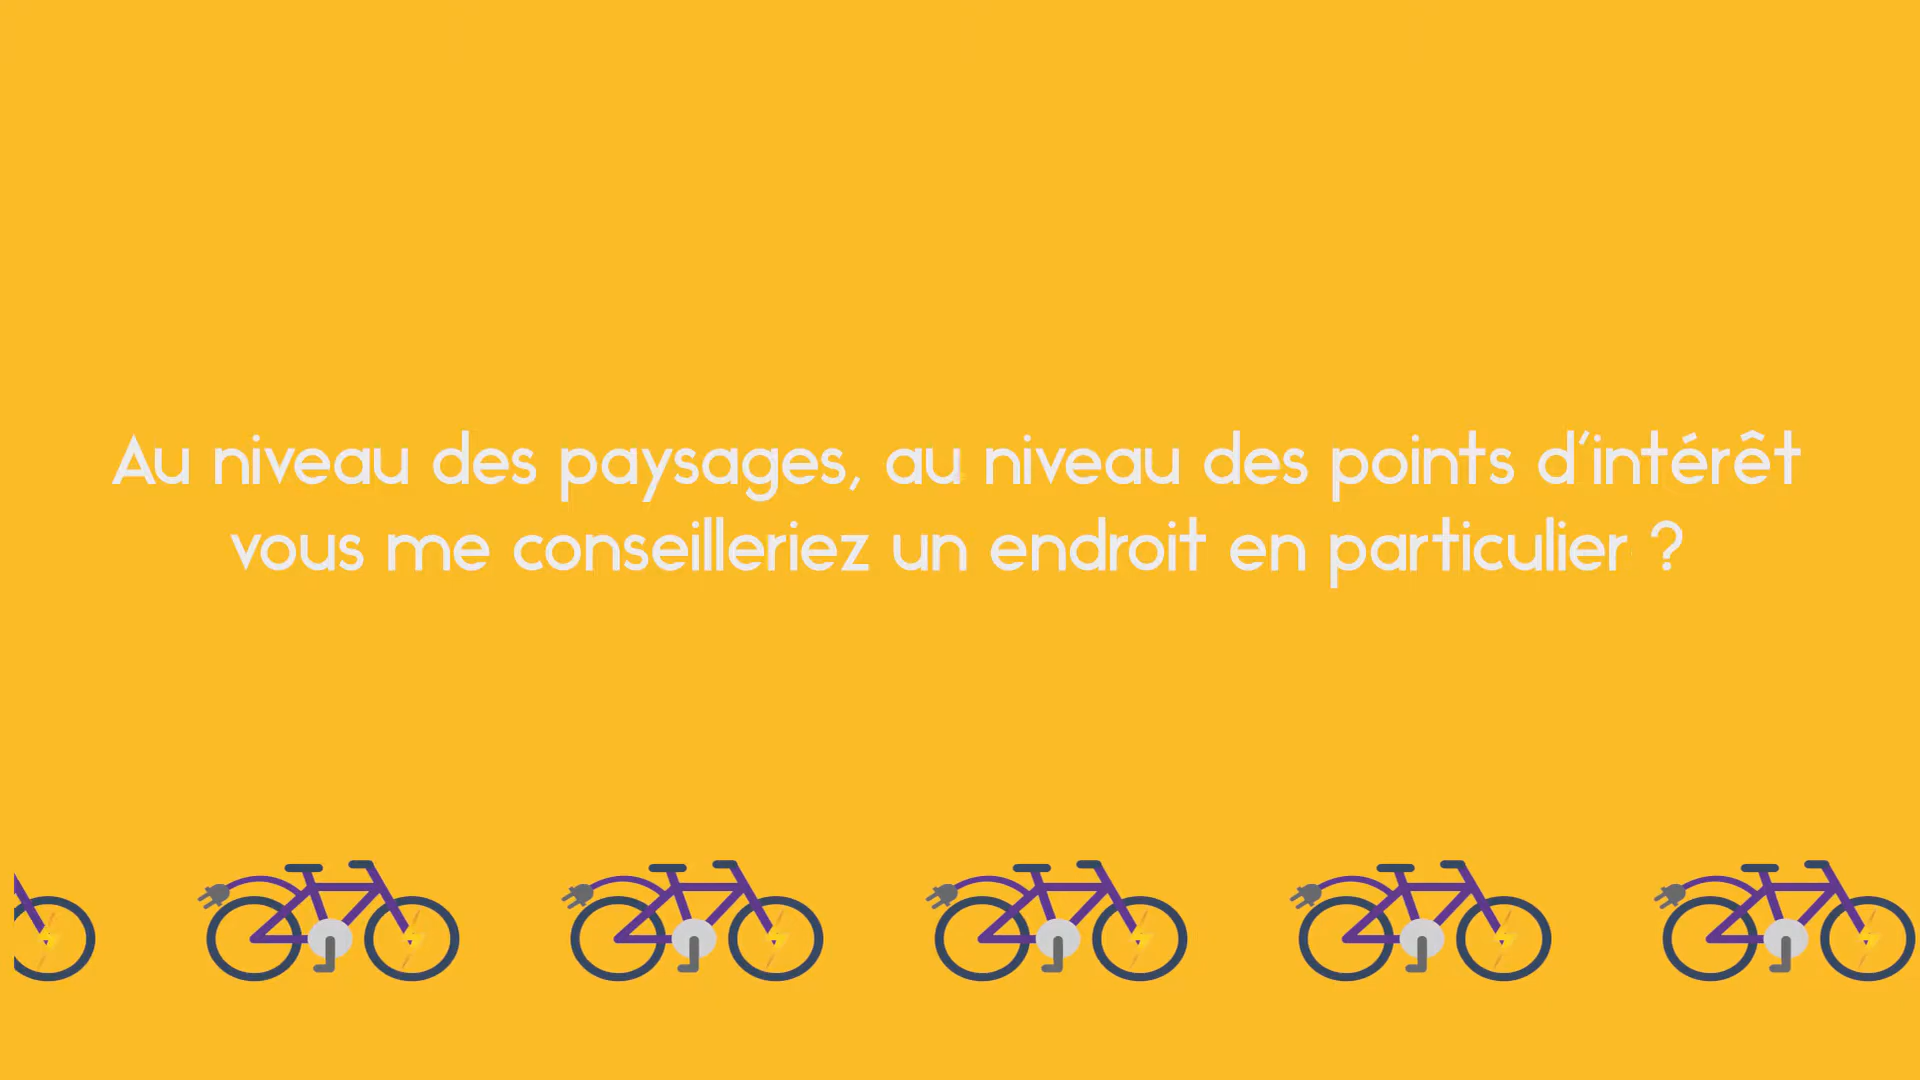 Au niveau des paysages, au niveau des points d'intérêt
vous me conseilleriez un endroit en particulier ?